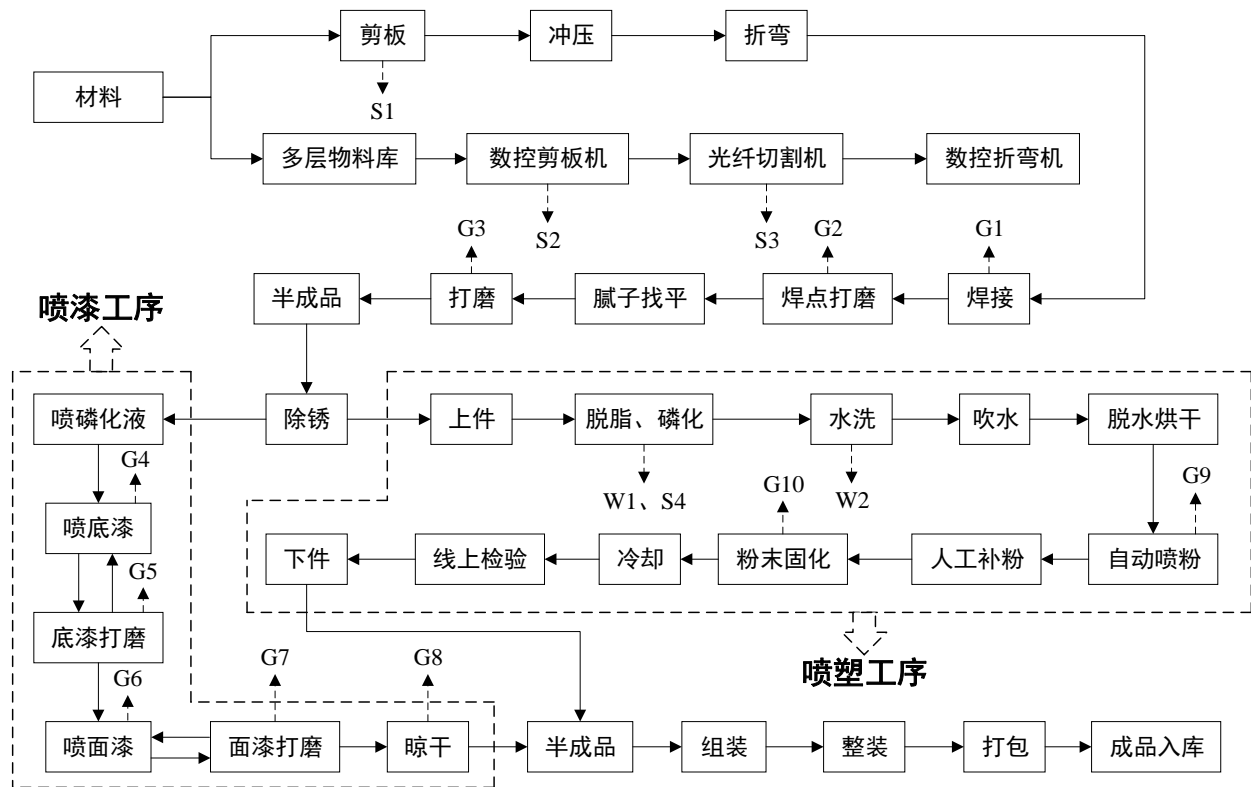 剪板
冲压
折弯
材料
S1
多层物料库
数控剪板机
光纤切割机
数控折弯机
S2
S3
G3
G2
G1
半成品
打磨
腻子找平
焊点打磨
焊接
喷漆工序
喷磷化液
除锈
上件
脱脂、磷化
水洗
吹水
脱水烘干
G4
W1、S4
G10
W2
G9
喷底漆
下件
线上检验
冷却
粉末固化
人工补粉
自动喷粉
G5
底漆打磨
喷塑工序
G6
G7
G8
喷面漆
面漆打磨
晾干
半成品
组装
整装
打包
成品入库